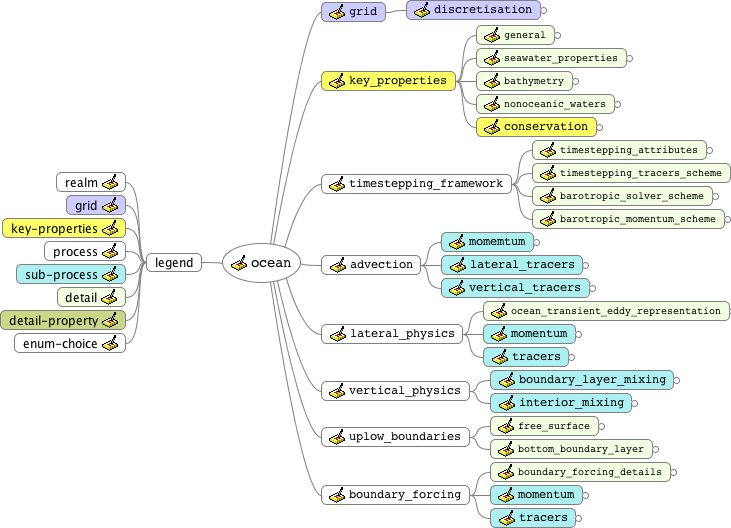 realm
grid
key-properties
process
sub-process
detail
detail-property
enum-choice
legend
ocean
grid
discretisation
key_properties
general
seawater_properties
bathymetry
nonoceanic_waters
conservation
timestepping_framework
timestepping_attributes
timestepping_tracers_scheme
barotropic_solver_scheme
barotropic_momentum_scheme
advection
momemtum
lateral_tracers
vertical_tracers
lateral_physics
ocean_transient_eddy_representation
momentum
tracers
vertical_physics
boundary_layer_mixing
interior_mixing
uplow_boundaries
free_surface
bottom_boundary_layer
boundary_forcing
boundary_forcing_details
momentum
tracers